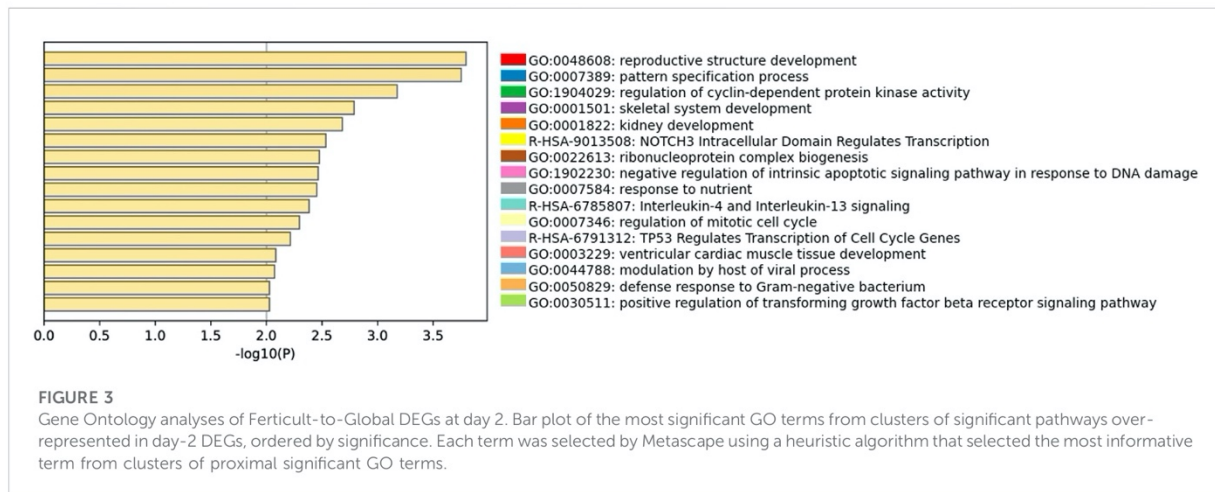 GO:0048608: reproductive structure development
GO:0007389: pattern specification process
GO:1904029: regulation of cyclin-dependent protein kinase activity
GO:0001501: skeletal system development
GO:0001822: kidney development
R-HSA-9013508: NOTCH3 Intracellular Domain Regulates Transcription
GO:0022613: ribonucleoprotein complex biogenesis
GO:1902230: negative regulation of intrinsic apoptotic signaling pathway in response to DNA damage
GO:0007584: response to nutrient
R-HSA-6785807: Interleukin-4 and Interleukin-13 signaling
GO:0007346: regulation of mitotic cell cycle
R-HSA-6791312: TP53 Regulates Transcription of Cell Cycle Genes
GO:0003229: ventricular cardiac muscle tissue development
GO:0044788: modulation by host of viral process
GO:0050829: defense response to Gram-negative bacterium
GO:0030511: positive regulation of transforming growth factor beta receptor signaling pathway
0.0 0.5 1.0 1.5 2.0 2.5 3.0 3.5
-log10(P)
FIGURE 3
Gene Ontology analyses of Ferticult-to-Global DEGs at day 2. Bar plot of the most significant GO terms from clusters of significant pathways over-
represented in day-2 DEGs, ordered by significance. Each term was selected by Metascape using a heuristic algorithm that selected the most informative
term from clusters of proximal significant GO terms.